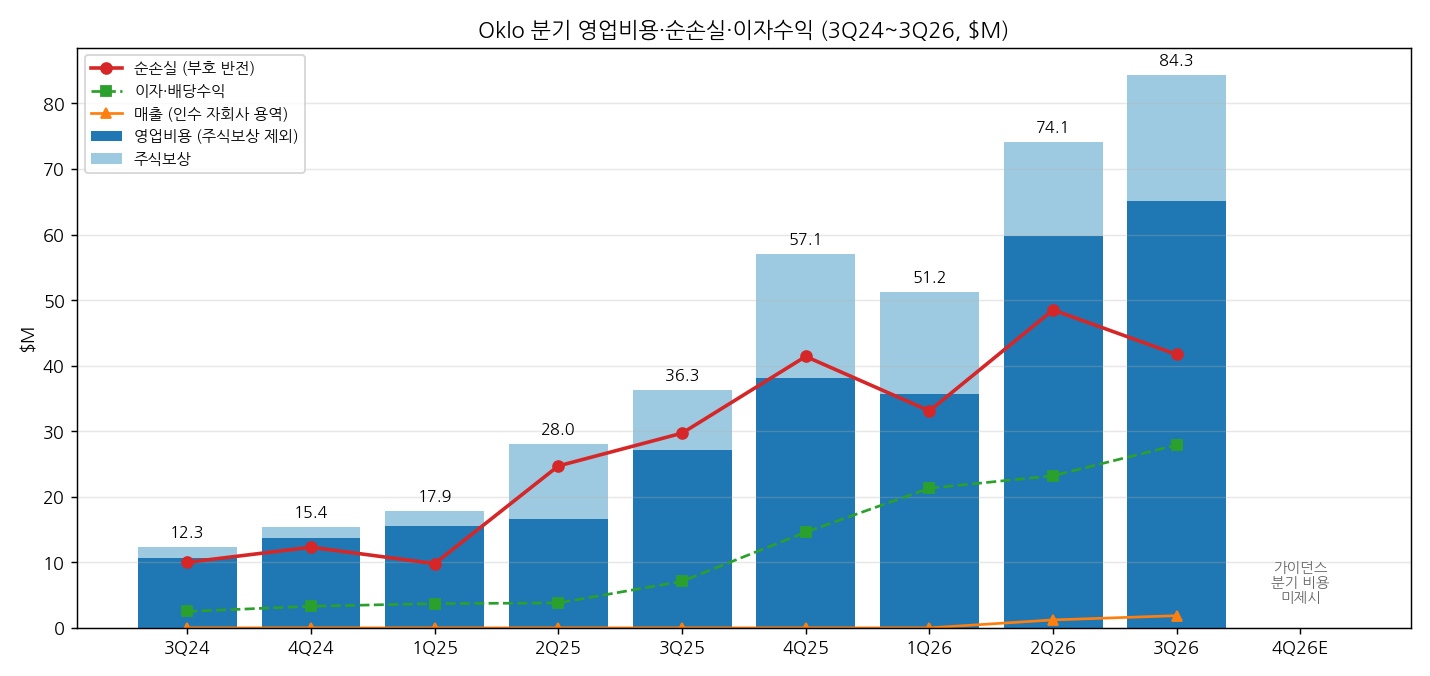 Oklo 분기 영업비용·순손실·이자수익 (3Q24~3Q26, $M)
순손실 (부호 반전)
이자·배당수익
매출 (인수 자회사 용역)
영업비용 (주식보상 제외)
주식보상
$M
80
70
60
50
40
30
20
10
0
12.3
15.4
17.9
28.0
36.3
57.1
51.2
74.1
84.3
가이던스
분기 비용
미제시
3Q24
4Q24
1Q25
2Q25
3Q25
4Q25
1Q26
2Q26
3Q26
4Q26E